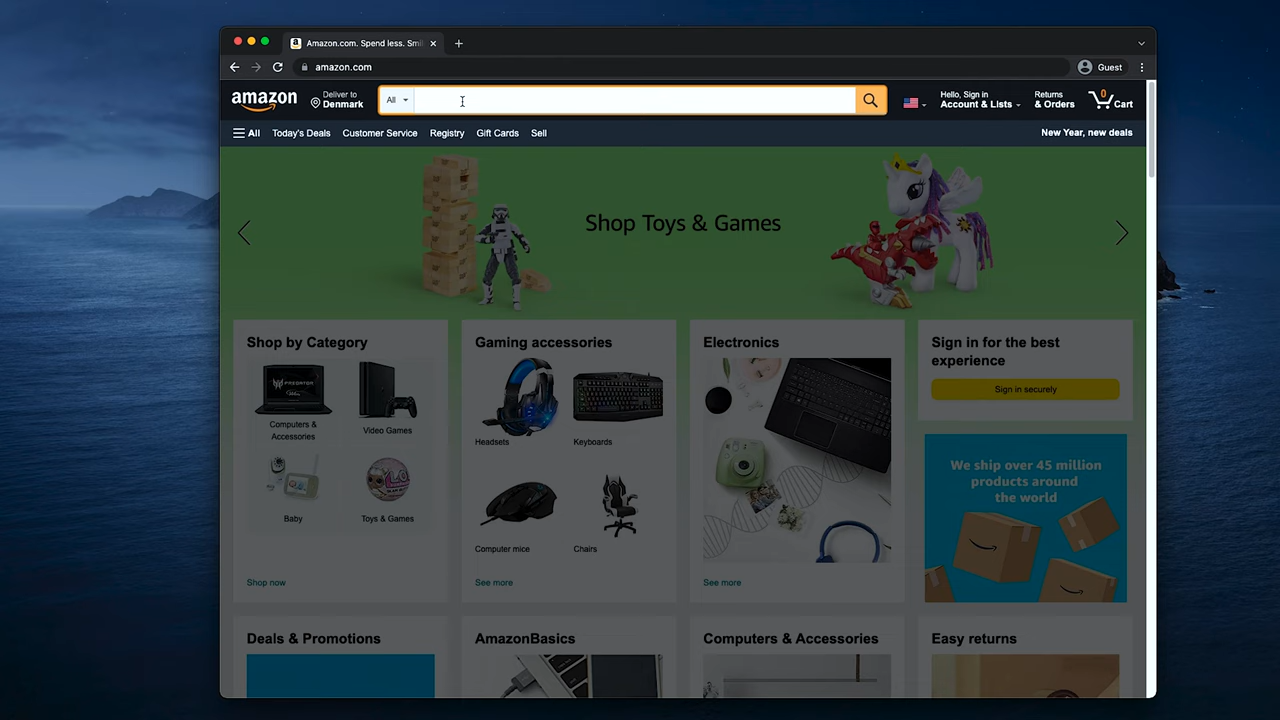 Amazon.com. Spend less. Smil
amazon.com
Guest
amazon
Deliver to
Denmark
All
Hello, Sign in
Account & Lists
Returns
& Orders
0
Cart
All
Today's Deals
Customer Service
Registry
Gift Cards
Sell
New Year, new deals
Shop Toys & Games
Shop by Category
PREDATOR
Computers &
Accessories
Video Games
Baby
Toys & Games
Shop now
Gaming accessories
Headsets
Keyboards
Computer mice
Chairs
See more
Electronics
See more
Sign in for the best
experience
Sign in securely
We ship over 45 million
products around
the world
Deals & Promotions
AmazonBasics
Computers & Accessories
Easy returns